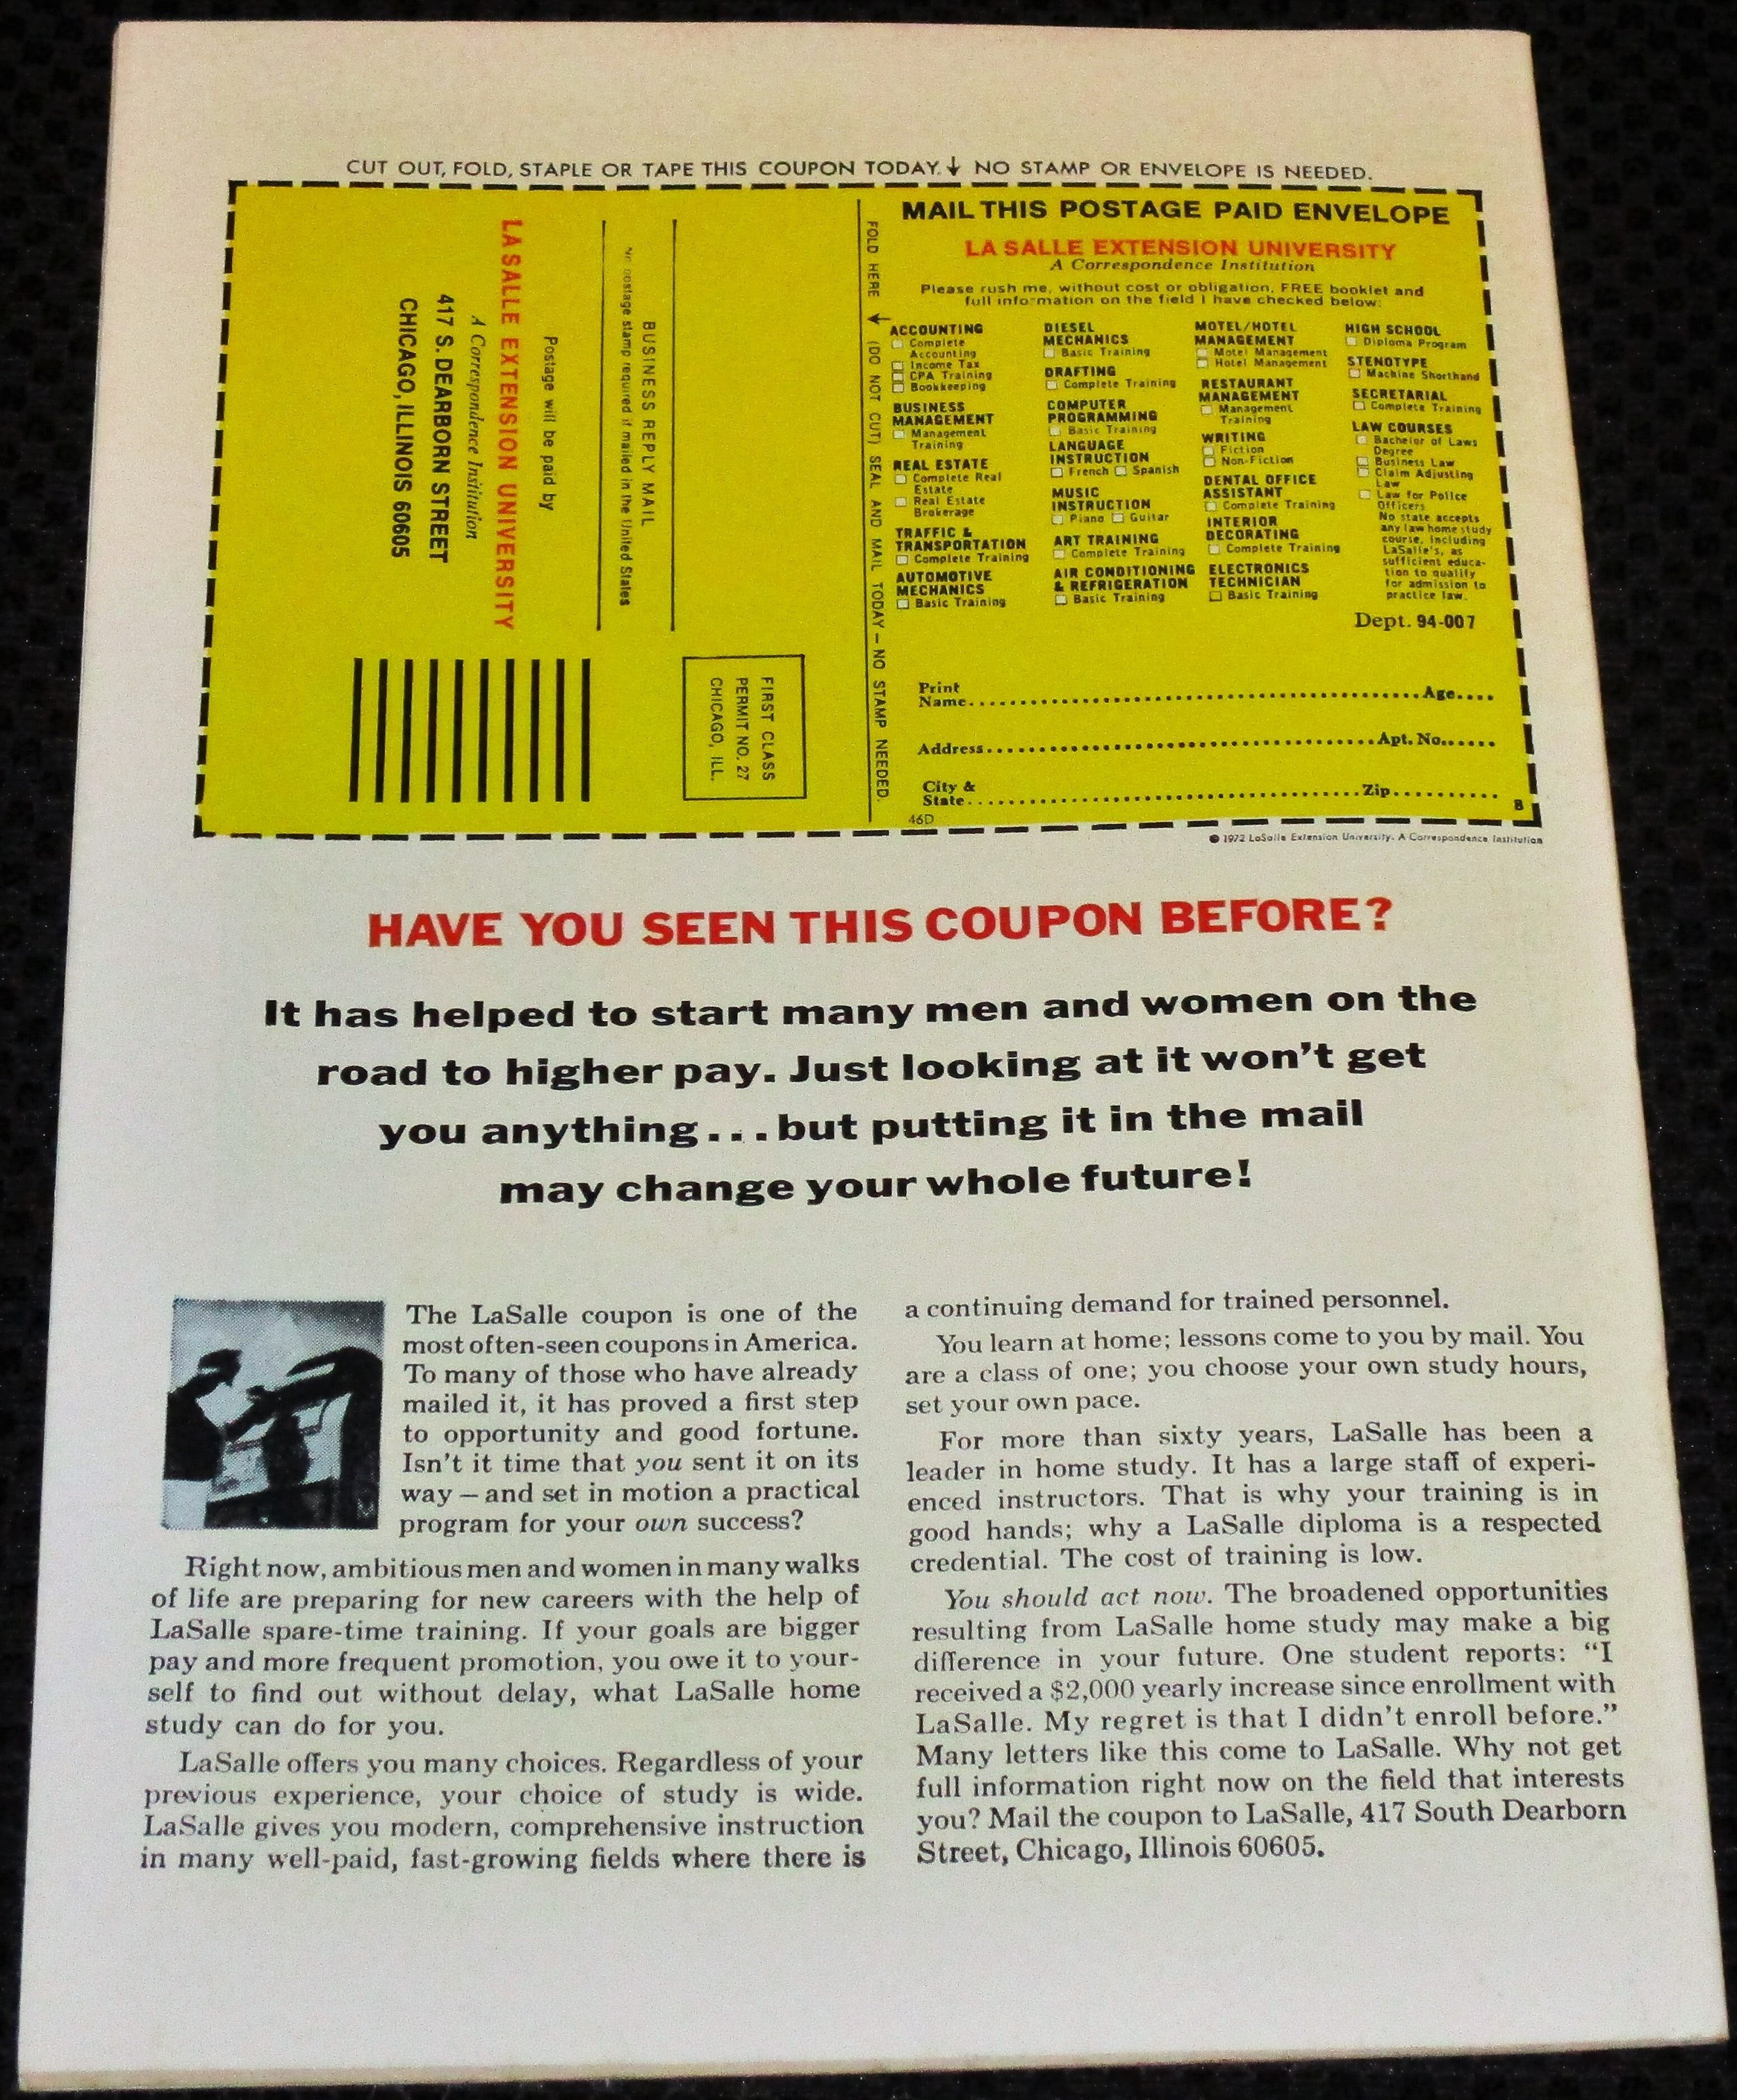 CUT OUT, FOLD, STAPLE OR TAPE THIS COUPON TODAY.↓ NO STAMP OR ENVELOPE IS NEEDED.
BUSINESS REPLY MAIL
No postage stamp required if mailed in the United States
Postage will be paid by
LA SALLE EXTENSION UNIVERSITY
A Correspondence Institution
417 S. DEARBORN STREET
CHICAGO, ILLINOIS 60605
FIRST CLASS
PERMIT NO. 27
CHICAGO, ILL.
FOLD HERE ← (DO NOT CUT) SEAL AND MAIL TODAY – NO STAMP NEEDED.
MAIL THIS POSTAGE PAID ENVELOPE
LA SALLE EXTENSION UNIVERSITY
A Correspondence Institution
Please rush me, without cost or obligation, FREE booklet and
full information on the field I have checked below:
ACCOUNTING
Complete
Accounting
Income Tax
CPA Training
Bookkeeping
BUSINESS
MANAGEMENT
Management
Training
REAL ESTATE
Complete Real
Estate
Real Estate
Brokerage
TRAFFIC &
TRANSPORTATION
Complete Training
AUTOMOTIVE
MECHANICS
Basic Training
DIESEL
MECHANICS
Basic Training
DRAFTING
Complete Training
COMPUTER
PROGRAMMING
Basic Training
LANGUAGE
INSTRUCTION
French Spanish
MUSIC
INSTRUCTION
Piano Guitar
ART TRAINING
Complete Training
AIR CONDITIONING
& REFRIGERATION
Basic Training
MOTEL/HOTEL
MANAGEMENT
Motel Management
Hotel Management
RESTAURANT
MANAGEMENT
Management
Training
WRITING
Fiction
Non-Fiction
DENTAL OFFICE
ASSISTANT
Complete Training
INTERIOR
DECORATING
Complete Training
ELECTRONICS
TECHNICIAN
Basic Training
HIGH SCHOOL
Diploma Program
STENOTYPE
Machine Shorthand
SECRETARIAL
Complete Training
LAW COURSES
Bachelor of Laws
Degree
Business Law
Claim Adjusting
Law
Law for Police
Officers
No state accepts
any law home study
course, including
LaSalle's, as
sufficient educa-
tion to qualify
for admission to
practice law.
Dept. 94-007
Print
Name Age
Address Apt. No.
City &
State Zip
46D
8
© 1972 LaSalle Extension University. A Correspondence Institution
HAVE YOU SEEN THIS COUPON BEFORE?
It has helped to start many men and women on the
road to higher pay. Just looking at it won't get
you anything...but putting it in the mail
may change your whole future!
The LaSalle coupon is one of the
most often-seen coupons in America.
To many of those who have already
mailed it, it has proved a first step
to opportunity and good fortune.
Isn't it time that you sent it on its
way – and set in motion a practical
program for your own success?
Right now, ambitious men and women in many walks
of life are preparing for new careers with the help of
LaSalle spare-time training. If your goals are bigger
pay and more frequent promotion, you owe it to your-
self to find out without delay, what LaSalle home
study can do for you.
LaSalle offers you many choices. Regardless of your
previous experience, your choice of study is wide.
LaSalle gives you modern, comprehensive instruction
in many well-paid, fast-growing fields where there is
a continuing demand for trained personnel.
You learn at home; lessons come to you by mail. You
are a class of one; you choose your own study hours,
set your own pace.
For more than sixty years, LaSalle has been a
leader in home study. It has a large staff of experi-
enced instructors. That is why your training is in
good hands; why a LaSalle diploma is a respected
credential. The cost of training is low.
You should act now. The broadened opportunities
resulting from LaSalle home study may make a big
difference in your future. One student reports: "I
received a $2,000 yearly increase since enrollment with
LaSalle. My regret is that I didn't enroll before."
Many letters like this come to LaSalle. Why not get
full information right now on the field that interests
you? Mail the coupon to LaSalle, 417 South Dearborn
Street, Chicago, Illinois 60605.